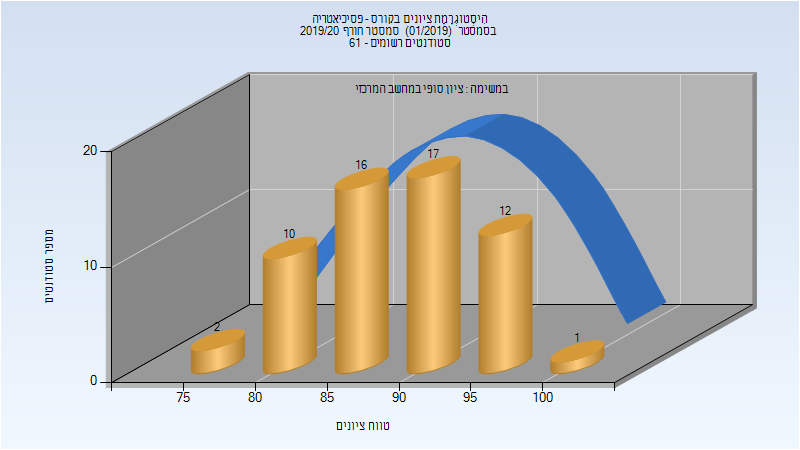 היסטוגרמת ציונים בקורס - פסיכיאטריה
בסמסטר (01/2019) סמסטר חורף 2019/20
סטודנטים רשומים - 61
במשימה : ציון סופי במחשב המרכזי
20
10
0
מספר סטודנטים
2
10
16
17
12
1
75
80
85
90
95
100
טווח ציונים